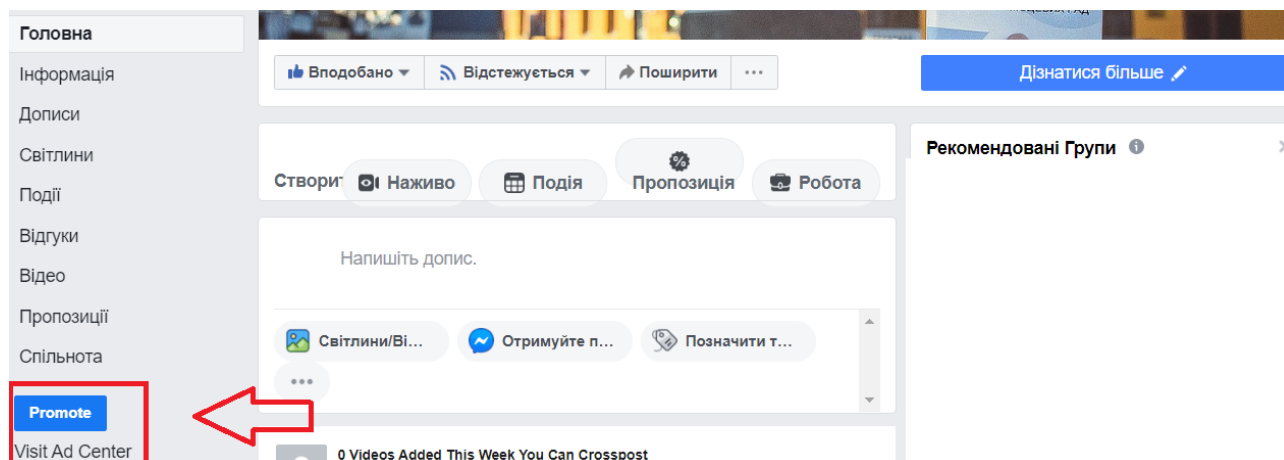 Головна
Інформація
Дописи
Світлини
Події
Відгуки
Відео
Пропозиції
Спільнота
Promote
Visit Ad Center
Вподобано
Відстежується
Поширити
...
Дізнатися більше
Створит
Наживо
Подія
Пропозиція
Робота
Напишіть допис.
Світлини/Ві...
Отримуйте п...
Позначити т...
0 Videos Added This Week You Can Crosspost
Рекомендовані Групи